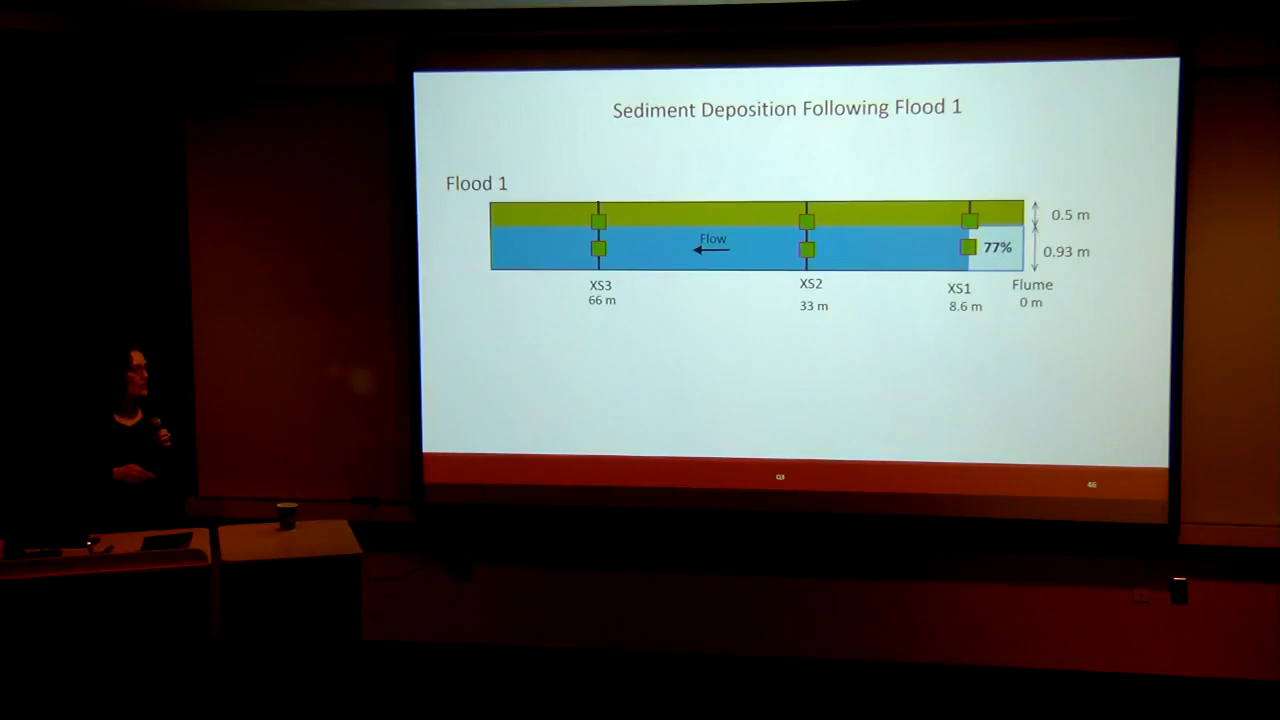 Sediment Deposition Following Flood 1
Flood 1
0.5 m
Flow
77%
0.93 m
XS3
66 m
XS2
33 m
XS1
8.6 m
Flume
0 m
Q3
46